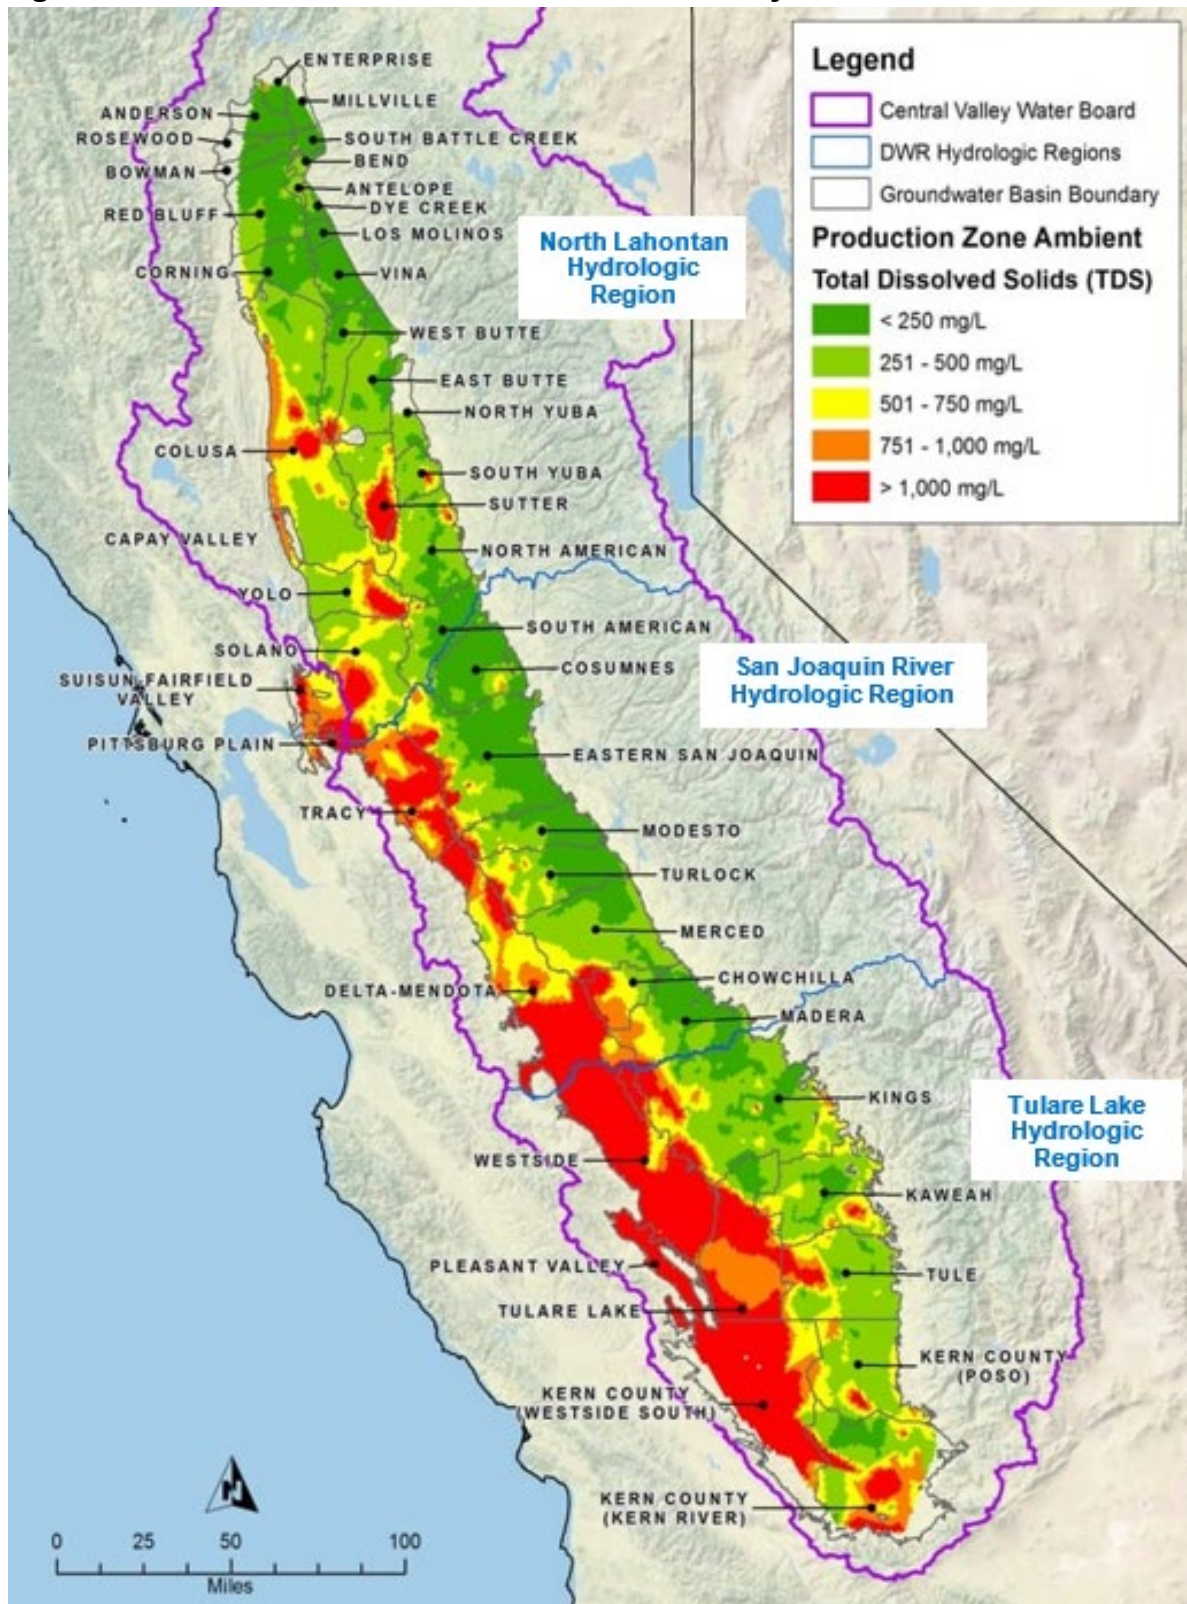 ENTERPRISE
MILLVILLE
ANDERSON
ROSEWOOD
SOUTH BATTLE CREEK
BEND
BOWMAN
ANTELOPE
DYE CREEK
RED BLUFF
LOS MOLINOS
CORNING
VINA
WEST BUTTE
EAST BUTTE
NORTH YUBA
COLUSA
SOUTH YUBA
SUTTER
CAPAY VALLEY
NORTH AMERICAN
YOLO
SOUTH AMERICAN
SOLANO
COSUMNES
SUISUN-FAIRFIELD
VALLEY
PITTSBURG PLAIN
EASTERN SAN JOAQUIN
TRACY
MODESTO
TURLOCK
MERCED
CHOWCHILLA
DELTA-MENDOTA
MADERA
KINGS
WESTSIDE
KAWEAH
PLEASANT VALLEY
TULE
TULARE LAKE
KERN COUNTY
(POSO)
KERN COUNTY
(WESTSIDE SOUTH)
KERN COUNTY
(KERN RIVER)
North Lahontan
Hydrologic
Region
San Joaquin River
Hydrologic Region
Tulare Lake
Hydrologic
Region
Legend
Central Valley Water Board
DWR Hydrologic Regions
Groundwater Basin Boundary
Production Zone Ambient
Total Dissolved Solids (TDS)
< 250 mg/L
251 - 500 mg/L
501 - 750 mg/L
751 - 1,000 mg/L
> 1,000 mg/L
N
0 25 50 100
Miles